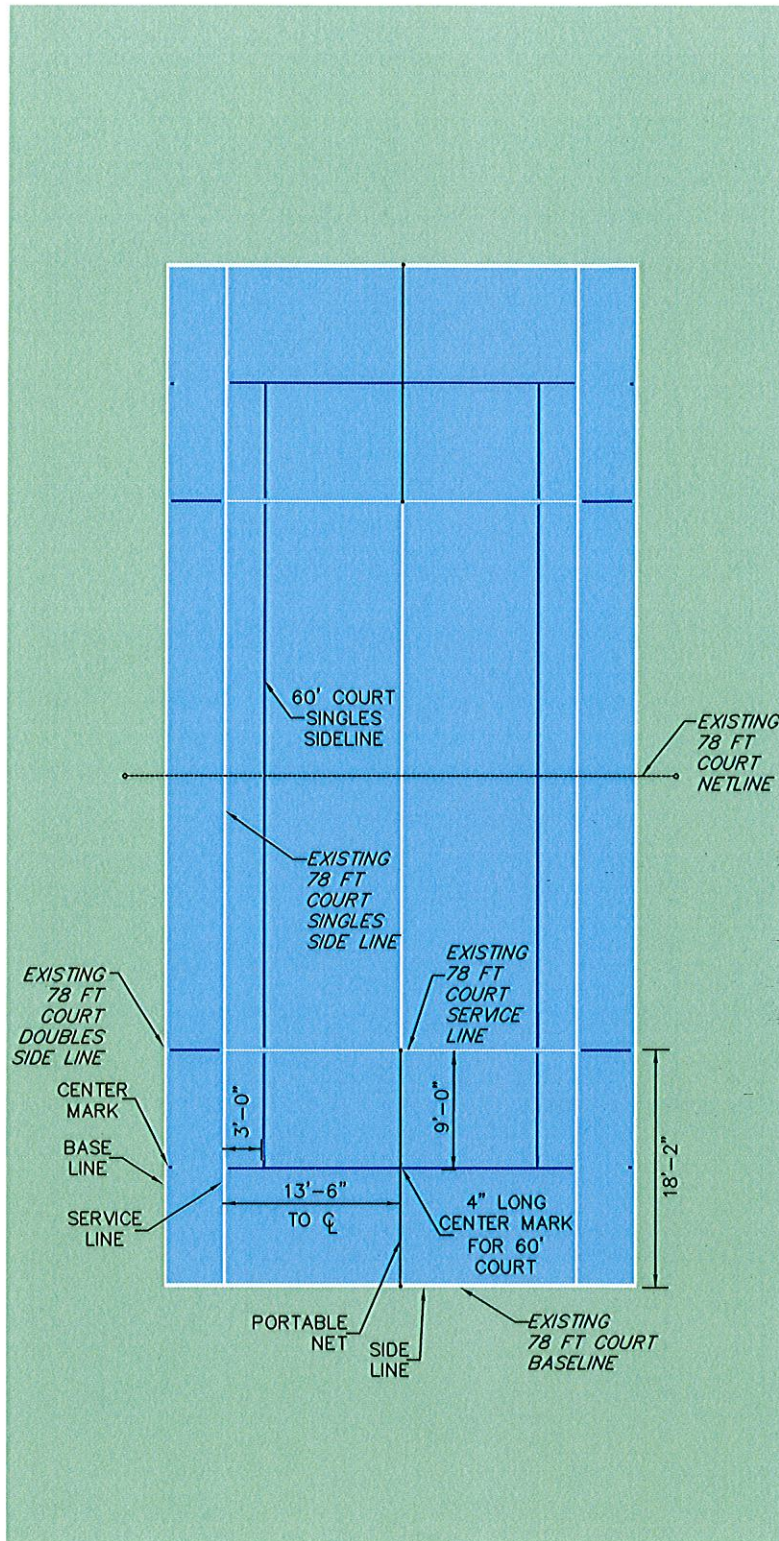 60' COURT
SINGLES
SIDELINE
EXISTING
78 FT
COURT
NETLINE
EXISTING
78 FT
COURT
SINGLES
SIDE LINE
EXISTING
78 FT
COURT
SERVICE
LINE
EXISTING
78 FT
COURT
DOUBLES
SIDE LINE
CENTER
MARK
BASE
LINE
SERVICE
LINE
3'-0"
9'-0"
18'-2"
13'-6"
TO ℄
4" LONG
CENTER MARK
FOR 60'
COURT
PORTABLE
NET
SIDE
LINE
EXISTING
78 FT COURT
BASELINE